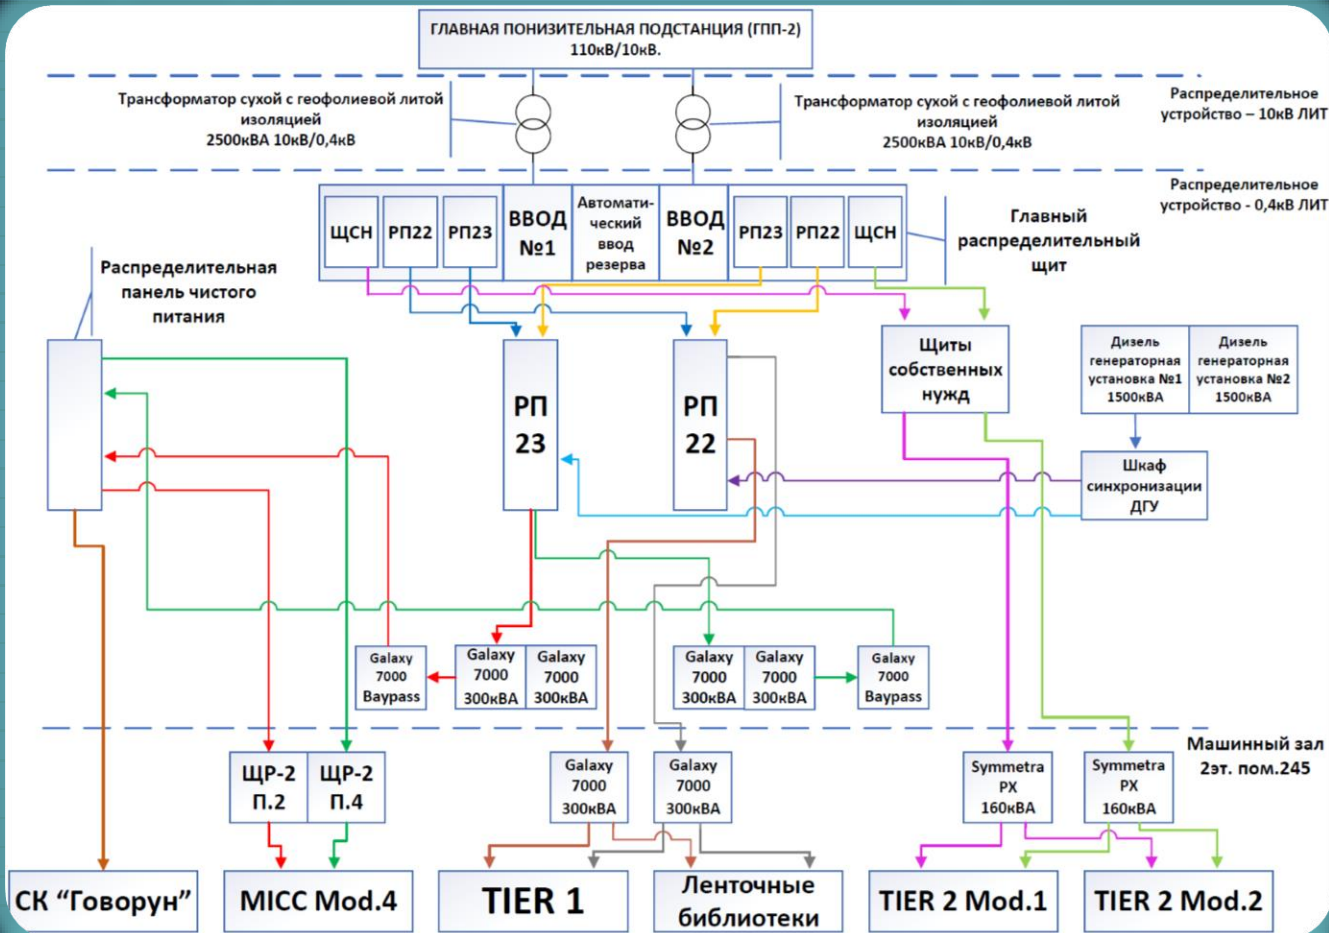 ГЛАВНАЯ ПОНИЗИТЕЛЬНАЯ ПОДСТАНЦИЯ (ГПП-2)
110кВ/10кВ.
Трансформатор сухой с геофолиевой литой
изоляцией
2500кВА 10кВ/0,4кВ
Трансформатор сухой с геофолиевой литой
изоляцией
2500кВА 10кВ/0,4кВ
Распределительное
устройство – 10кВ ЛИТ
Распределительное
устройство - 0,4кВ ЛИТ
ЩСН
РП22
РП23
ВВОД
№1
Автомати-
ческий
ввод
резерва
ВВОД
№2
РП23
РП22
ЩСН
Главный
распределительный
щит
Распределительная
панель чистого
питания
РП
23
РП
22
Щиты
собственных
нужд
Дизель
генераторная
установка №1
1500кВА
Дизель
генераторная
установка №2
1500кВА
Шкаф
синхронизации
ДГУ
Galaxy
7000
Baypass
Galaxy
7000
300кВА
Galaxy
7000
300кВА
Galaxy
7000
300кВА
Galaxy
7000
300кВА
Galaxy
7000
Baypass
Машинный зал
2эт. пом.245
ЩР-2
П.2
ЩР-2
П.4
Galaxy
7000
300кВА
Galaxy
7000
300кВА
Symmetra
PX
160кВА
Symmetra
PX
160кВА
СК “Говорун”
MICC Mod.4
TIER 1
Ленточные
библиотеки
TIER 2 Mod.1
TIER 2 Mod.2